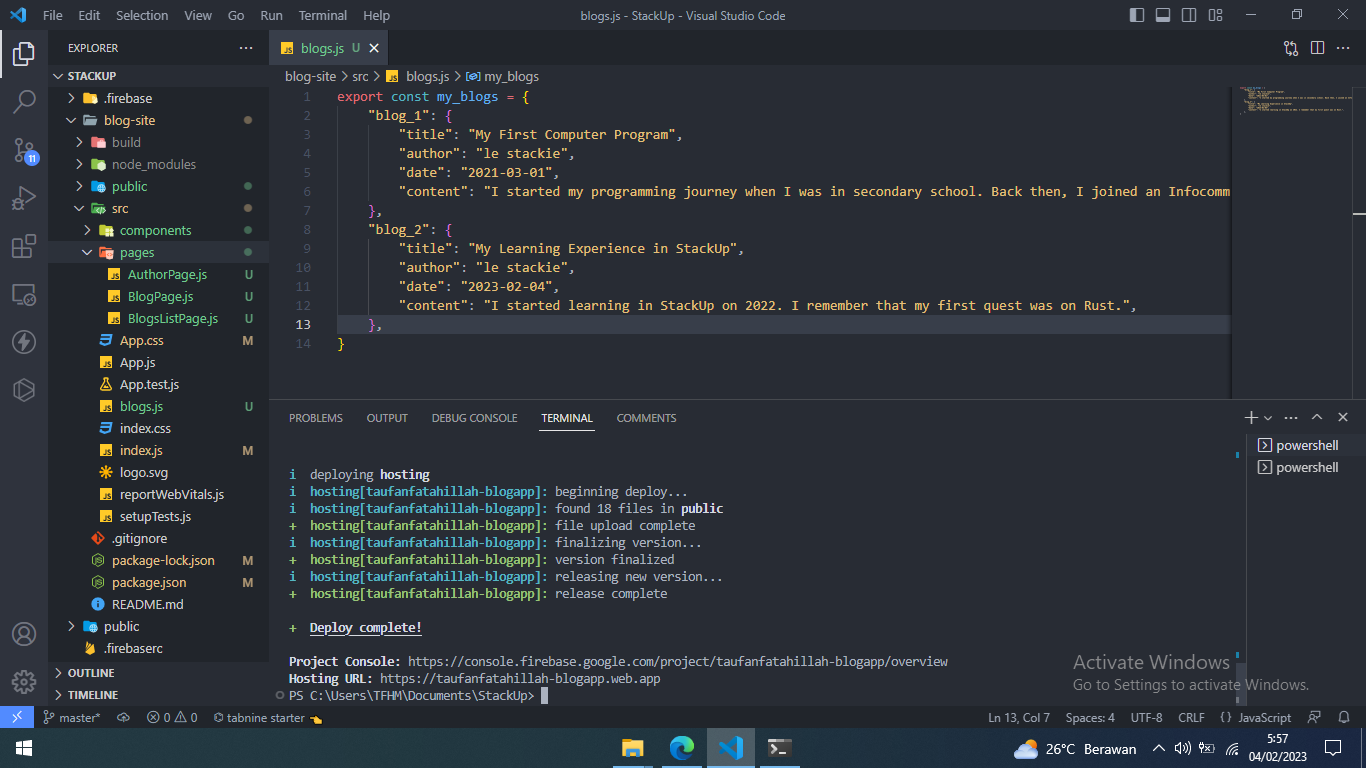 File Edit Selection View Go Run Terminal Help blogs.js - StackUp - Visual Studio Code
EXPLORER
STACKUP
.firebase
blog-site
build
node_modules
public
src
components
pages
AuthorPage.js U
BlogPage.js U
BlogsListPage.js U
App.css M
App.js
App.test.js
blogs.js U
index.css
index.js M
logo.svg
reportWebVitals.js
setupTests.js
.gitignore
package-lock.json M
package.json M
README.md
public
.firebaserc
OUTLINE
TIMELINE
11
blogs.js U
blog-site > src > blogs.js > my_blogs
1 export const my_blogs = {
2 "blog_1": {
3 "title": "My First Computer Program",
4 "author": "le stackie",
5 "date": "2021-03-01",
6 "content": "I started my programming journey when I was in secondary school. Back then, I joined an Infocomm
7 },
8 "blog_2": {
9 "title": "My Learning Experience in StackUp",
10 "author": "le stackie",
11 "date": "2023-02-04",
12 "content": "I started learning in StackUp on 2022. I remember that my first quest was on Rust.",
13 },
14 }
PROBLEMS OUTPUT DEBUG CONSOLE TERMINAL COMMENTS
powershell
powershell
i deploying hosting
i hosting[taufanfatahillah-blogapp]: beginning deploy...
i hosting[taufanfatahillah-blogapp]: found 18 files in public
+ hosting[taufanfatahillah-blogapp]: file upload complete
i hosting[taufanfatahillah-blogapp]: finalizing version...
+ hosting[taufanfatahillah-blogapp]: version finalized
i hosting[taufanfatahillah-blogapp]: releasing new version...
+ hosting[taufanfatahillah-blogapp]: release complete
+ Deploy complete!
Project Console: https://console.firebase.google.com/project/taufanfatahillah-blogapp/overview
Hosting URL: https://taufanfatahillah-blogapp.web.app
PS C:\Users\TFHM\Documents\StackUp>
Activate Windows
Go to Settings to activate Windows.
master* 0 0 tabnine starter Ln 13, Col 7 Spaces: 4 UTF-8 CRLF {} JavaScript
26°C Berawan 5:57
04/02/2023